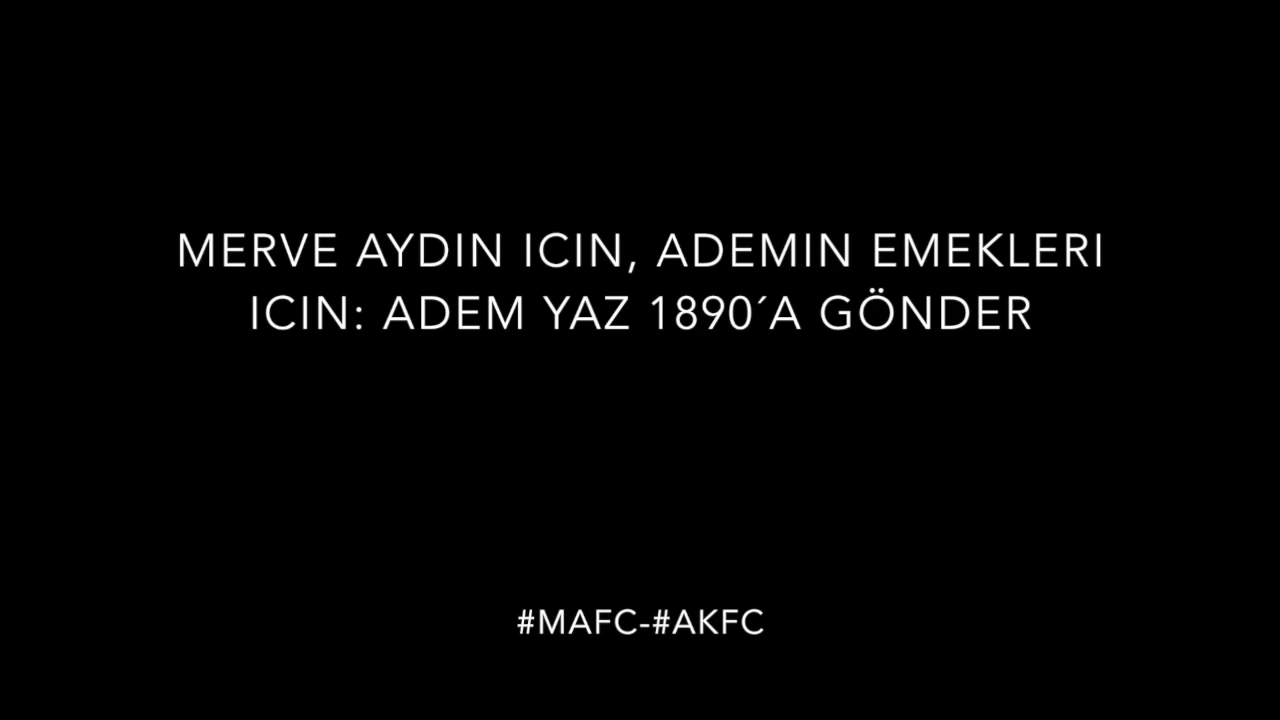 MERVE AYDIN ICIN, ADEMIN EMEKLERI
ICIN: ADEM YAZ 1890´A GÖNDER
#MAFC-#AKFC